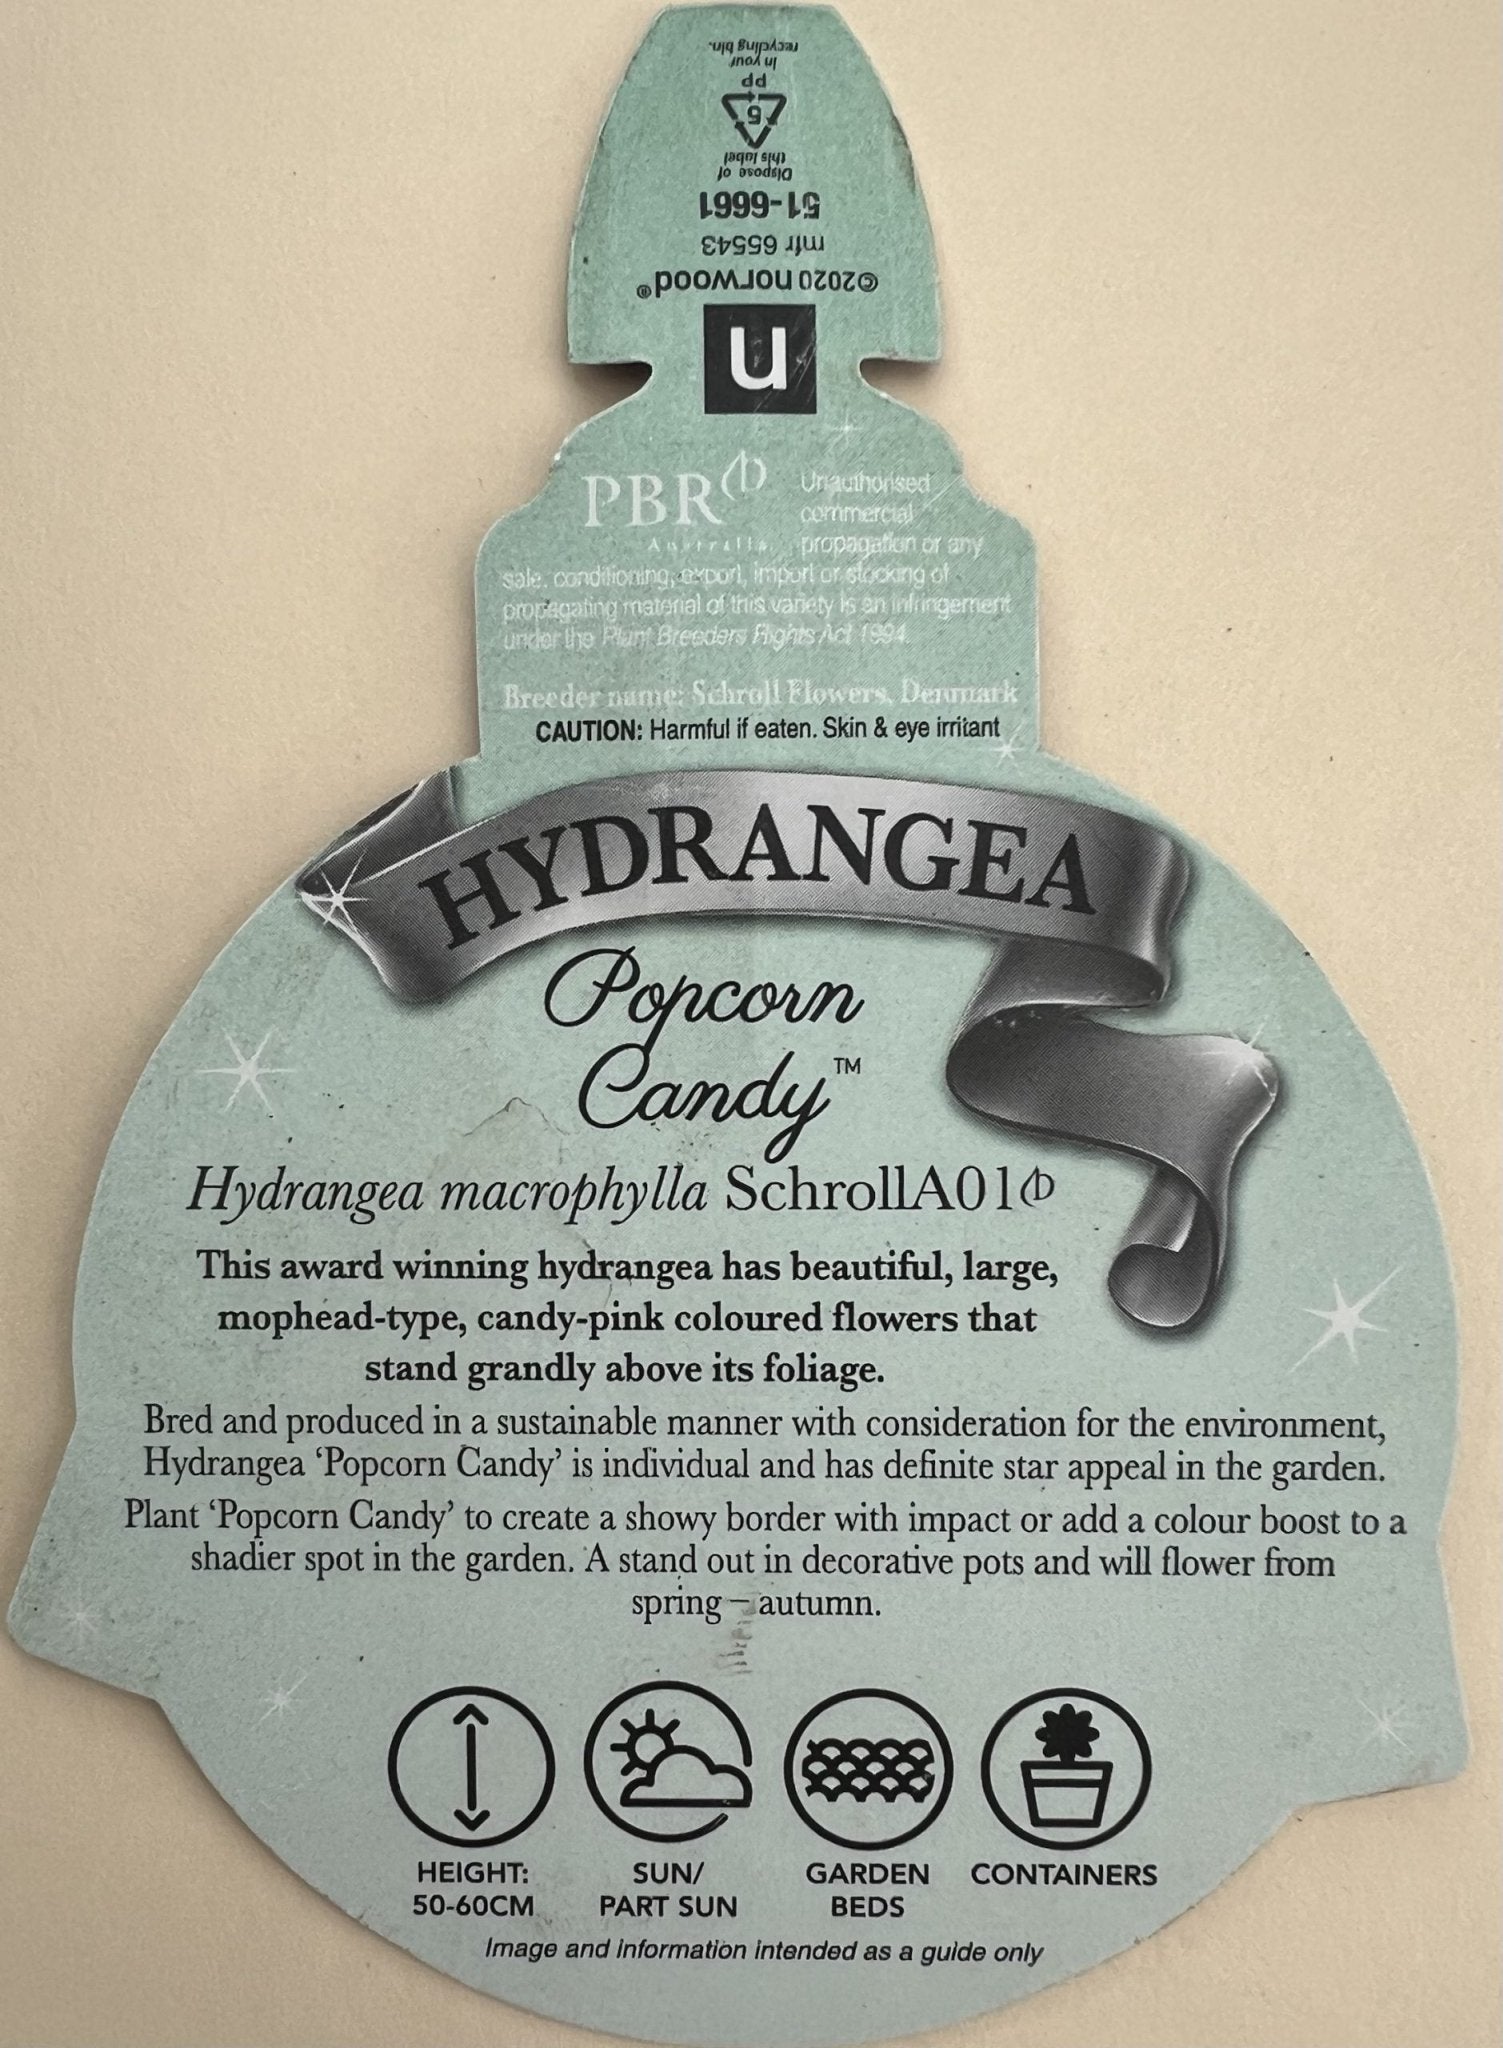 in your
recycling bin.
PP
5
Dispose of
this label
51-6661
mfr 65543
©2020 norwood®
n
PBR
Australia
Unauthorised
commercial
propagation or any
sale, conditioning, export, import or stocking of
propagating material of this variety is an infringement
under the Plant Breeders Rights Act 1994.
Breeder name: Schroll Flowers, Denmark
CAUTION: Harmful if eaten. Skin & eye irritant
HYDRANGEA
Popcorn
Candy™
Hydrangea macrophylla SchrollA01
This award winning hydrangea has beautiful, large,
mophead-type, candy-pink coloured flowers that
stand grandly above its foliage.
Bred and produced in a sustainable manner with consideration for the environment,
Hydrangea ‘Popcorn Candy’ is individual and has definite star appeal in the garden.
Plant ‘Popcorn Candy’ to create a showy border with impact or add a colour boost to a
shadier spot in the garden. A stand out in decorative pots and will flower from
spring – autumn.
HEIGHT:
50-60CM
SUN/
PART SUN
GARDEN
BEDS
CONTAINERS
Image and information intended as a guide only